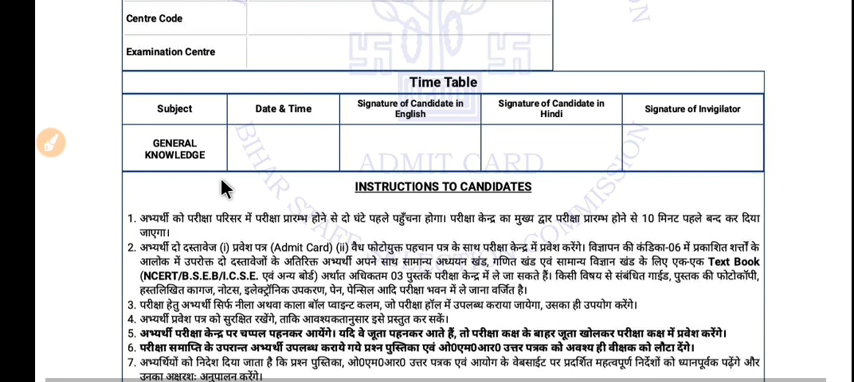 Centre Code
Examination Centre
Time Table
Subject
Date & Time
Signature of Candidate in
English
Signature of Candidate in
Hindi
Signature of Invigilator
GENERAL
KNOWLEDGE
ADMIT CARD
BIHAR STAFF COMMISSION
INSTRUCTIONS TO CANDIDATES
1. अभ्यर्थी को परीक्षा परिसर में परीक्षा प्रारम्भ होने से दो घंटे पहले पहुँचना होगा। परीक्षा केन्द्र का मुख्य द्वार परीक्षा प्रारम्भ होने से 10 मिनट पहले बन्द कर दिया
जाएगा।
2. अभ्यर्थी दो दस्तावेज (i) प्रवेश पत्र (Admit Card) (ii) वैध फोटोयुक्त पहचान पत्र के साथ परीक्षा केन्द्र में प्रवेश करेंगे। विज्ञापन की कंडिका-06 में प्रकाशित शर्त्तों के
आलोक में उपरोक्त दो दस्तावेजों के अतिरिक्त अभ्यर्थी अपने साथ सामान्य अध्ययन खंड, गणित खंड एवं सामान्य विज्ञान खंड के लिए एक-एक Text Book
(NCERT/B.S.E.B/I.C.S.E. एवं अन्य बोर्ड) अर्थात अधिकतम 03 पुस्तकें परीक्षा केन्द्र में ले जा सकते हैं। किसी विषय से संबंधित गाईड, पुस्तक की फोटोकॉपी,
हस्तलिखित कागज, नोटस, इलेक्ट्रॉनिक उपकरण, पेन, पेन्सिल आदि परीक्षा भवन में ले जाना वर्जित है।
3. परीक्षा हेतु अभ्यर्थी सिर्फ नीला अथवा काला बॉल प्वाइन्ट कलम, जो परीक्षा हॉल में उपलब्ध कराया जायेगा, उसका ही उपयोग करेंगे।
4. अभ्यर्थी प्रवेश पत्र को सुरक्षित रखेंगे, ताकि आवश्यकतानुसार इसे प्रस्तुत कर सकें।
5. अभ्यर्थी परीक्षा केन्द्र पर चप्पल पहनकर आयेंगे। यदि वे जूता पहनकर आते हैं, तो परीक्षा कक्ष के बाहर जूता खोलकर परीक्षा कक्ष में प्रवेश करेंगे।
6. परीक्षा समाप्ति के उपरान्त अभ्यर्थी उपलब्ध कराये गये प्रश्न पुस्तिका एवं ओ0एम0आर0 उत्तर पत्रक को अवश्य ही वीक्षक को लौटा देंगे।
7. अभ्यर्थियों को निदेश दिया जाता है कि प्रश्न पुस्तिका, ओ0एम0आर0 उत्तर पत्रक एवं आयोग के वेबसाईट पर प्रदर्शित महत्वपूर्ण निर्देशों को ध्यानपूर्वक पढ़ेंगे और
उनका अक्षरशः अनुपालन करेंगे।